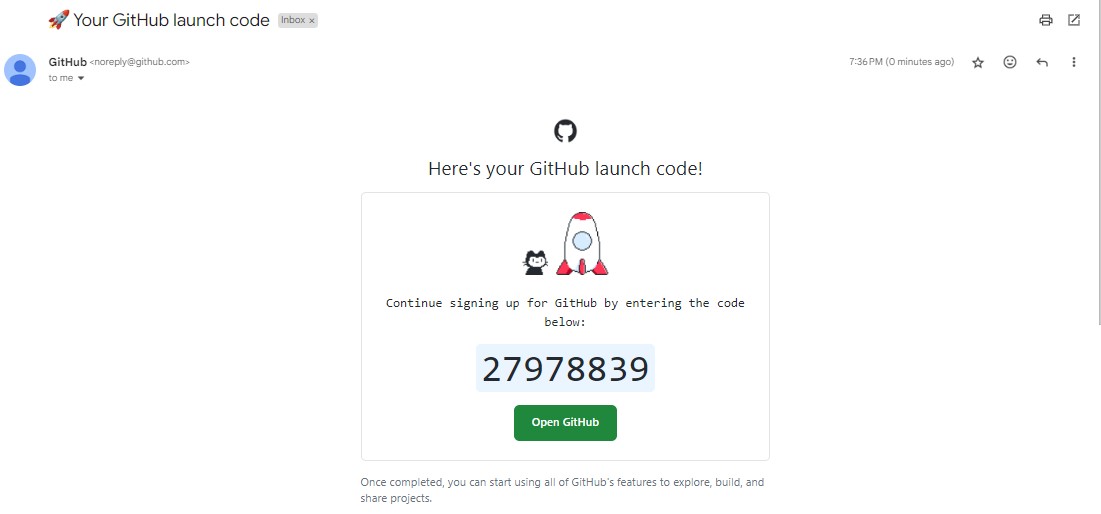 🚀 Your GitHub launch code Inbox ×
GitHub <noreply@github.com> 7:36 PM (0 minutes ago)
to me
Here's your GitHub launch code!
Continue signing up for GitHub by entering the code
below:
27978839
Open GitHub
Once completed, you can start using all of GitHub's features to explore, build, and
share projects.